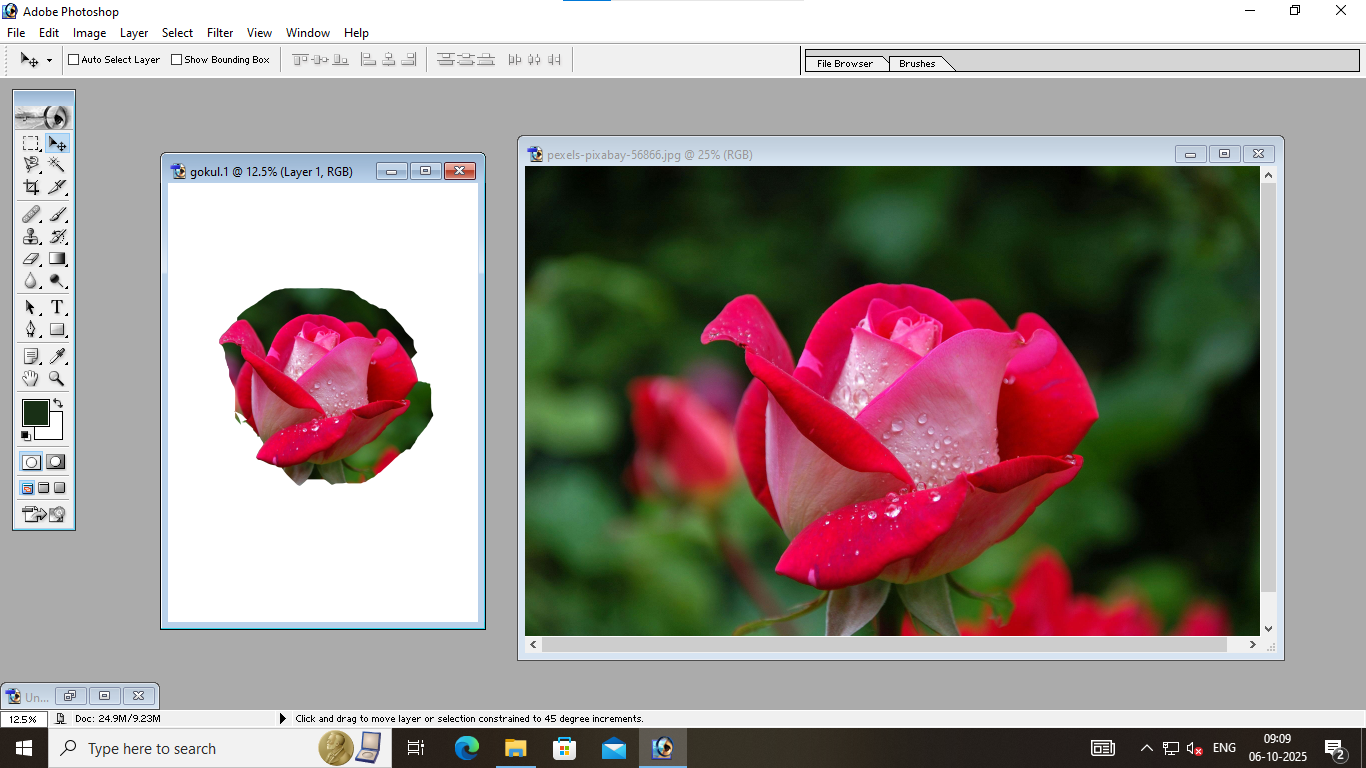 Adobe Photoshop
File Edit Image Layer Select Filter View Window Help
Auto Select Layer Show Bounding Box File Browser Brushes
gokul.1 @ 12.5% (Layer 1, RGB)
pexels-pixabay-56866.jpg @ 25% (RGB)
T
Un...
12.5% Doc: 24.9M/9.23M Click and drag to move layer or selection constrained to 45 degree increments.
Type here to search
ENG
09:09
06-10-2025
2